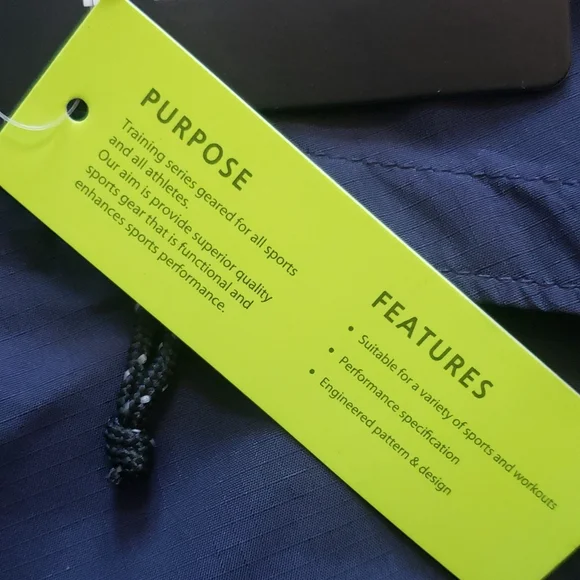 PURPOSE
Training series geared for all sports
and all athletes.
Our aim is provide superior quality
sports gear that is functional and
enhances sports performance.
FEATURES
• Suitable for a variety of sports and workouts
• Performance specification
• Engineered pattern & design